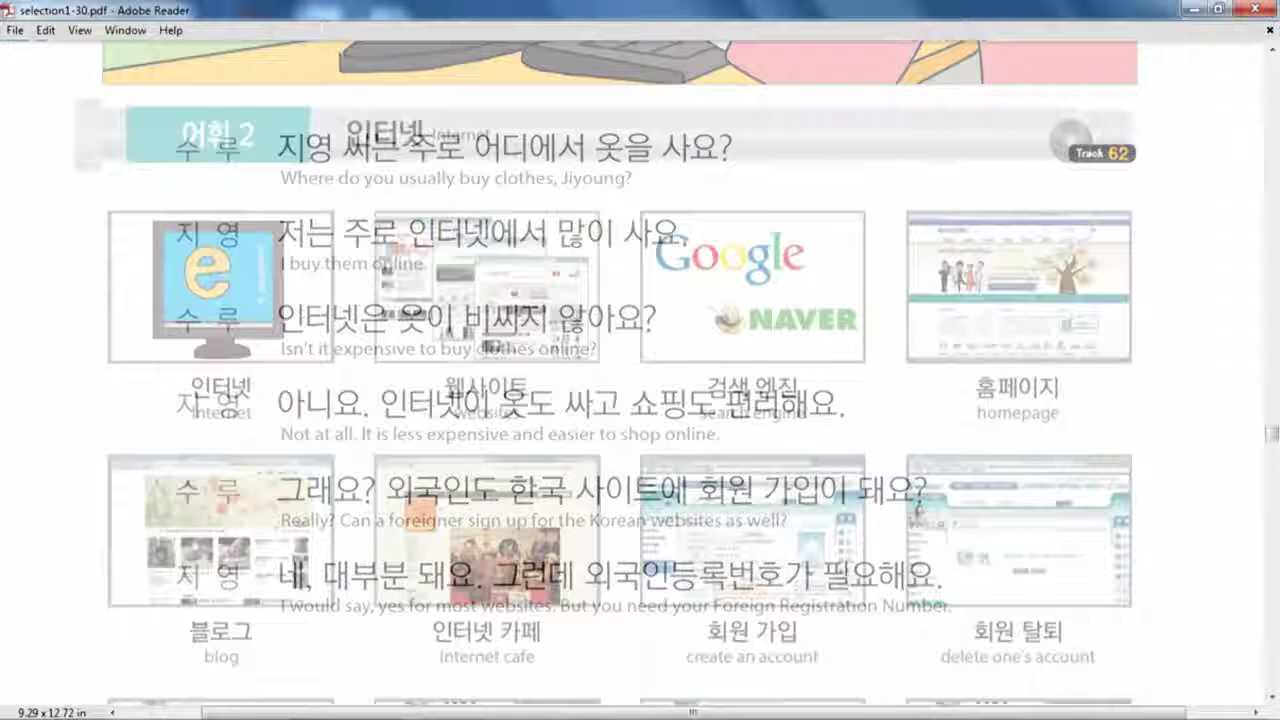 selection1-30.pdf - Adobe Reader
File Edit View Window Help
어휘 2 인터넷 Internet
Track 62
수 루 지영 씨는 주로 어디에서 옷을 사요?
Where do you usually buy clothes, Jiyoung?
지 영 저는 주로 인터넷에서 많이 사요.
I buy them online.
e
Google
NAVER
수 루 인터넷은 옷이 비싸지 않아요?
Isn't it expensive to buy clothes online?
인터넷 웹사이트 검색 엔진 홈페이지
Internet website search engine homepage
지 영 아니요. 인터넷이 옷도 싸고 쇼핑도 편리해요.
Not at all. It is less expensive and easier to shop online.
수 루 그래요? 외국인도 한국 사이트에 회원 가입이 돼요?
Really? Can a foreigner sign up for the Korean websites as well?
지 영 네, 대부분 돼요. 그런데 외국인등록번호가 필요해요.
I would say, yes for most websites. But you need your Foreign Registration Number.
블로그 인터넷 카페 회원 가입 회원 탈퇴
blog Internet cafe create an account delete one's account
9.29 x 12.72 in